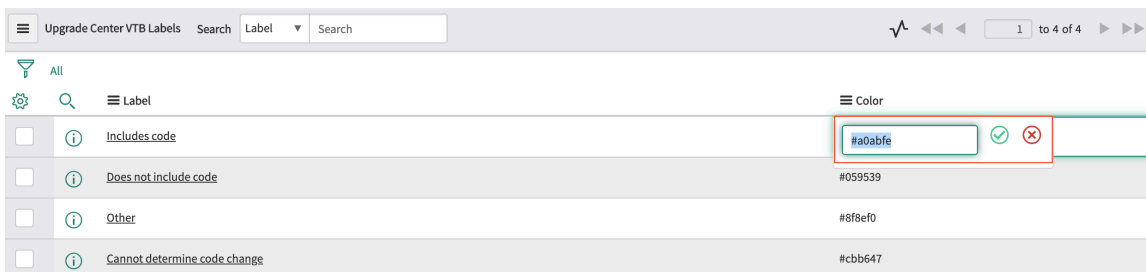 Upgrade Center VTB Labels Search Label Search 1 to 4 of 4
All
Label Color
Includes code #a0abfe
Does not include code #059539
Other #8f8ef0
Cannot determine code change #cbb647